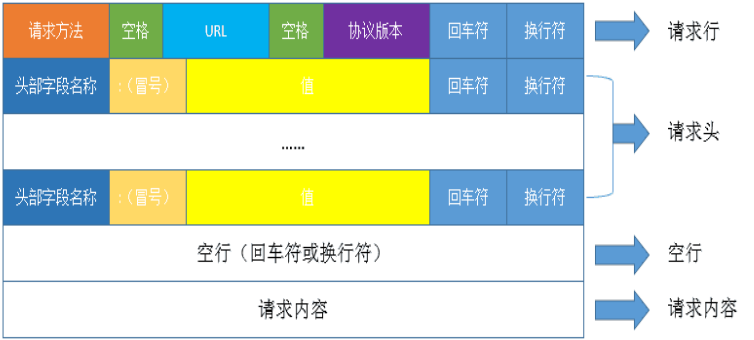 请求方法 空格 URL 空格 协议版本 回车符 换行符 请求行
头部字段名称 :（冒号） 值 回车符 换行符
...... 请求头
头部字段名称 :（冒号） 值 回车符 换行符
空行（回车符或换行符） 空行
请求内容 请求内容